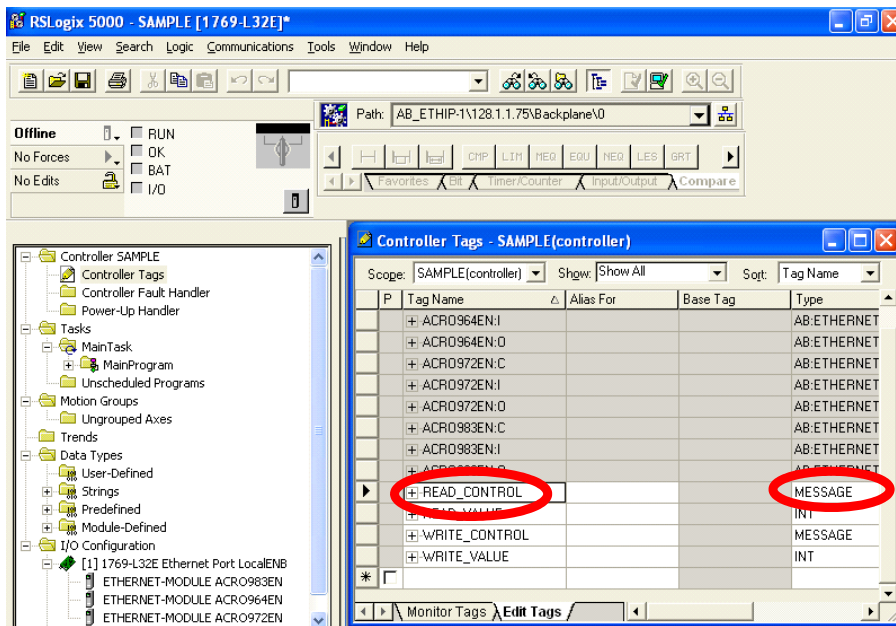 RSLogix 5000 - SAMPLE [1769-L32E]*
File Edit View Search Logic Communications Tools Window Help
Path: AB_ETHIP-1\128.1.1.75\Backplane\0
Offline
RUN
No Forces
OK
No Edits
BAT
I/O
CMP LIM MEQ EQU NEQ LES GRT
Favorites Bit Timer/Counter Input/Output Compare
Controller SAMPLE
Controller Tags
Controller Fault Handler
Power-Up Handler
Tasks
MainTask
MainProgram
Unscheduled Programs
Motion Groups
Ungrouped Axes
Trends
Data Types
User-Defined
Strings
Predefined
Module-Defined
I/O Configuration
[1] 1769-L32E Ethernet Port LocalENB
ETHERNET-MODULE ACRO983EN
ETHERNET-MODULE ACRO964EN
ETHERNET-MODULE ACRO972EN
Controller Tags - SAMPLE(controller)
Scope: SAMPLE(controller) Show: Show All Sort: Tag Name
P Tag Name Alias For Base Tag Type
ACRO964EN:I AB:ETHERNET
ACRO964EN:O AB:ETHERNET
ACRO972EN:C AB:ETHERNET
ACRO972EN:I AB:ETHERNET
ACRO972EN:O AB:ETHERNET
ACRO983EN:C AB:ETHERNET
ACRO983EN:I AB:ETHERNET
AB:ETHERNET
READ_CONTROL MESSAGE
READ_VALUE INT
WRITE_CONTROL MESSAGE
WRITE_VALUE INT
Monitor Tags Edit Tags